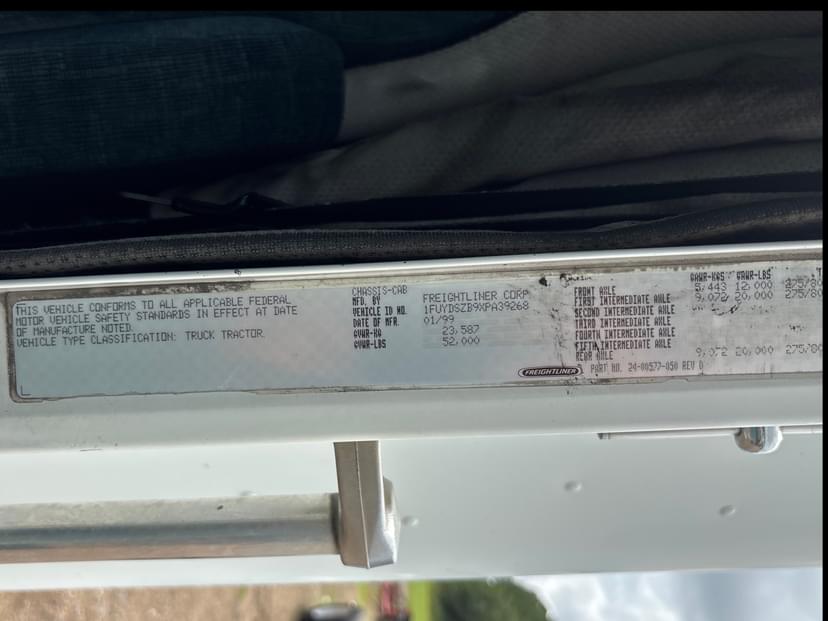 THIS VEHICLE CONFORMS TO ALL APPLICABLE FEDERAL
MOTOR VEHICLE SAFETY STANDARDS IN EFFECT AT DATE
OF MANUFACTURE NOTED.
VEHICLE TYPE CLASSIFICATION: TRUCK TRACTOR
CHASSIS-CAB
MFD. BY FREIGHTLINER CORP
VEHICLE ID NO. 1FUYDSZB9XPA39268
DATE OF MFR. 01/99
GVWR-KG 23,587
GVWR-LBS 52,000
GAWR-KGS GAWR-LBS
FRONT AXLE 5,443 12,000 275/80
FIRST INTERMEDIATE AXLE 9,072 20,000 275/80
SECOND INTERMEDIATE AXLE
THIRD INTERMEDIATE AXLE
FOURTH INTERMEDIATE AXLE
FIFTH INTERMEDIATE AXLE
REAR AXLE 9,072 20,000 275/80
FREIGHTLINER PART NO. 24-00577-050 REV D